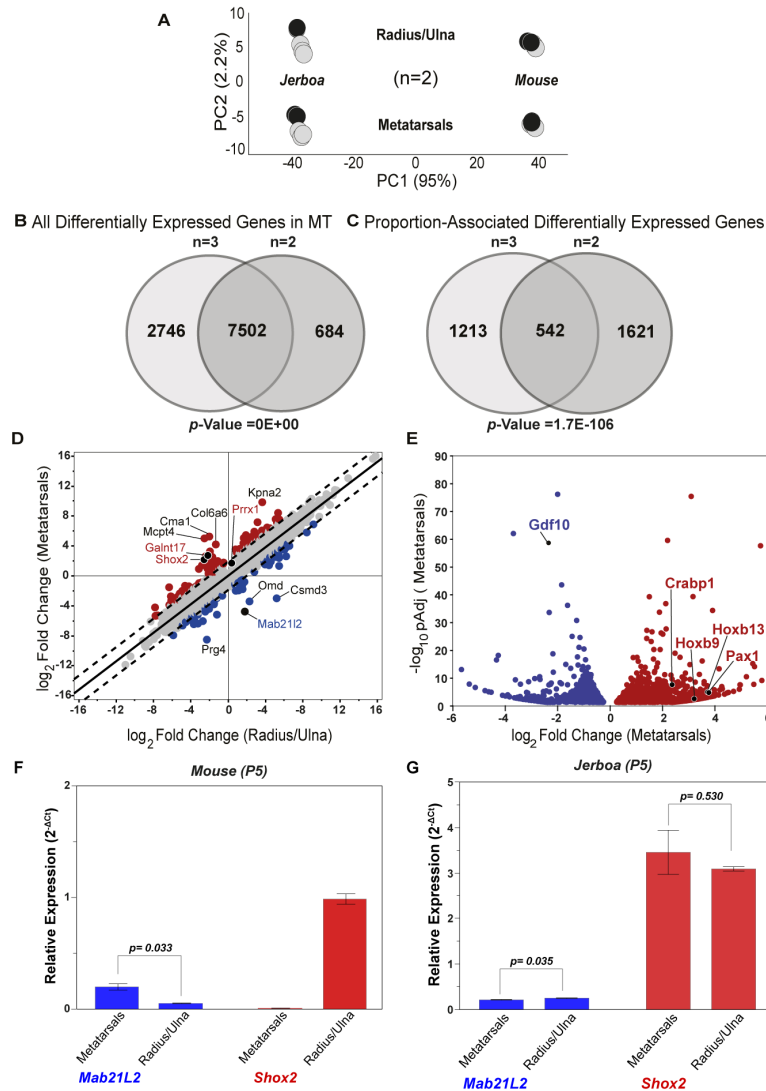 A
10
5
0
-5
-10
PC2 (2.2%)
Radius/Ulna
Jerboa
(n=2)
Mouse
Metatarsals
-40
-20
0
20
40
PC1 (95%)
B All Differentially Expressed Genes in MT
n=3
n=2
2746
7502
684
p-Value =0E+00
C Proportion-Associated Differentially Expressed Genes
n=3
n=2
1213
542
1621
p-Value =1.7E-106
D
16
12
8
4
0
-4
-8
-12
-16
log2 Fold Change (Metatarsals)
Kpna2
Col6a6
Prrx1
Cma1
Mcpt4
Galnt17
Shox2
Omd
Csmd3
Mab21l2
Prg4
-16
-12
-8
-4
0
-4
-8
-12
16
log2 Fold Change (Radius/Ulna)
E
90
80
70
60
50
40
30
20
10
0
-log10 pAdj ( Metatarsals)
Gdf10
Crabp1
Hoxb13
Hoxb9
Pax1
-6
-4
-2
0
2
4
6
log2 Fold Change (Metatarsals)
F
Mouse (P5)
2
1
0
Relative Expression (2-ΔCt)
p= 0.033
Metatarsals
Radius/Ulna
Metatarsals
Radius/Ulna
Mab21L2
Shox2
G
Jerboa (P5)
5
4
3
2
1
0
Relative Expression (2-ΔCt)
p= 0.530
p= 0.035
Metatarsals
Radius/Ulna
Metatarsals
Radius/Ulna
Mab21L2
Shox2